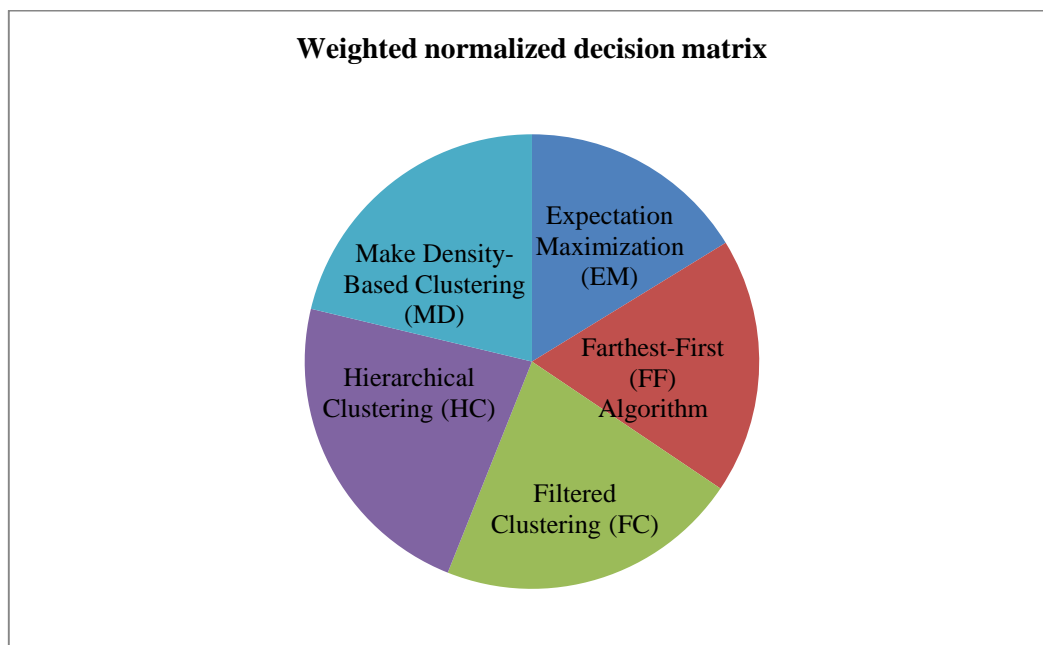 Weighted normalized decision matrix
Expectation
Maximization
(EM)
Farthest-First
(FF)
Algorithm
Filtered
Clustering (FC)
Hierarchical
Clustering (HC)
Make Density-
Based Clustering
(MD)